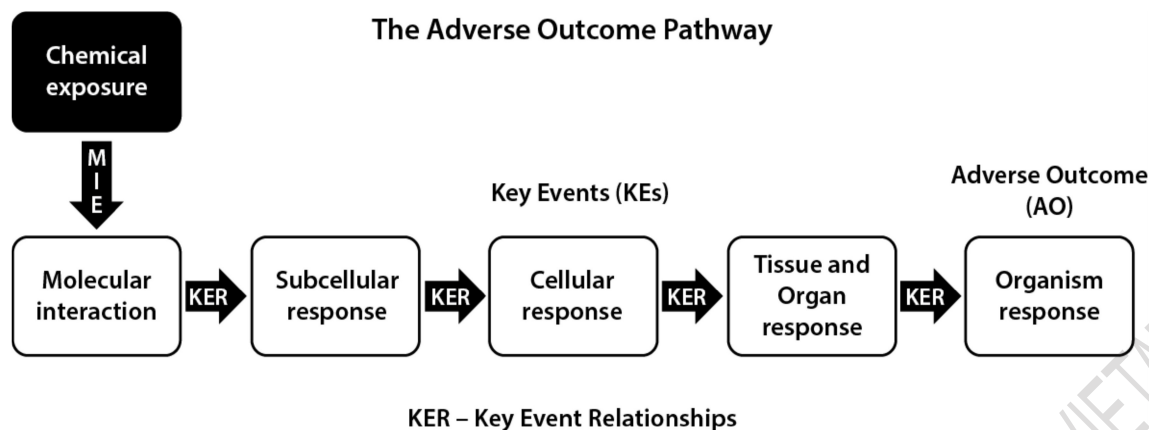 The Adverse Outcome Pathway
Chemical
exposure
MIE
Key Events (KEs)
Adverse Outcome
(AO)
Molecular
interaction
KER
Subcellular
response
KER
Cellular
response
KER
Tissue and
Organ
response
KER
Organism
response
KER – Key Event Relationships